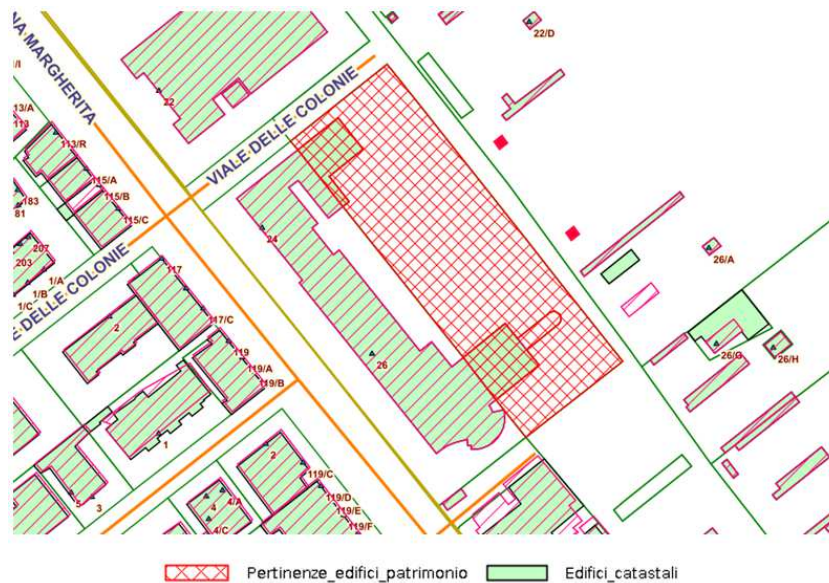 NA MARGHERITA
22/D
/I
22
13/A
113
113/R
VIALE DELLE COLONIE
115/A
115/B
115/C
183
81
24
207
203
26/A
1/A
1/B
1/C
E DELLE COLONIE
117
117/C
2
119
119/A
119/B
26
26/G
26/H
1
2
119/C
119/D
119/E
119/F
5
3
4
4/A
4/C
Pertinenze_edifici_patrimonio
Edifici_catastali